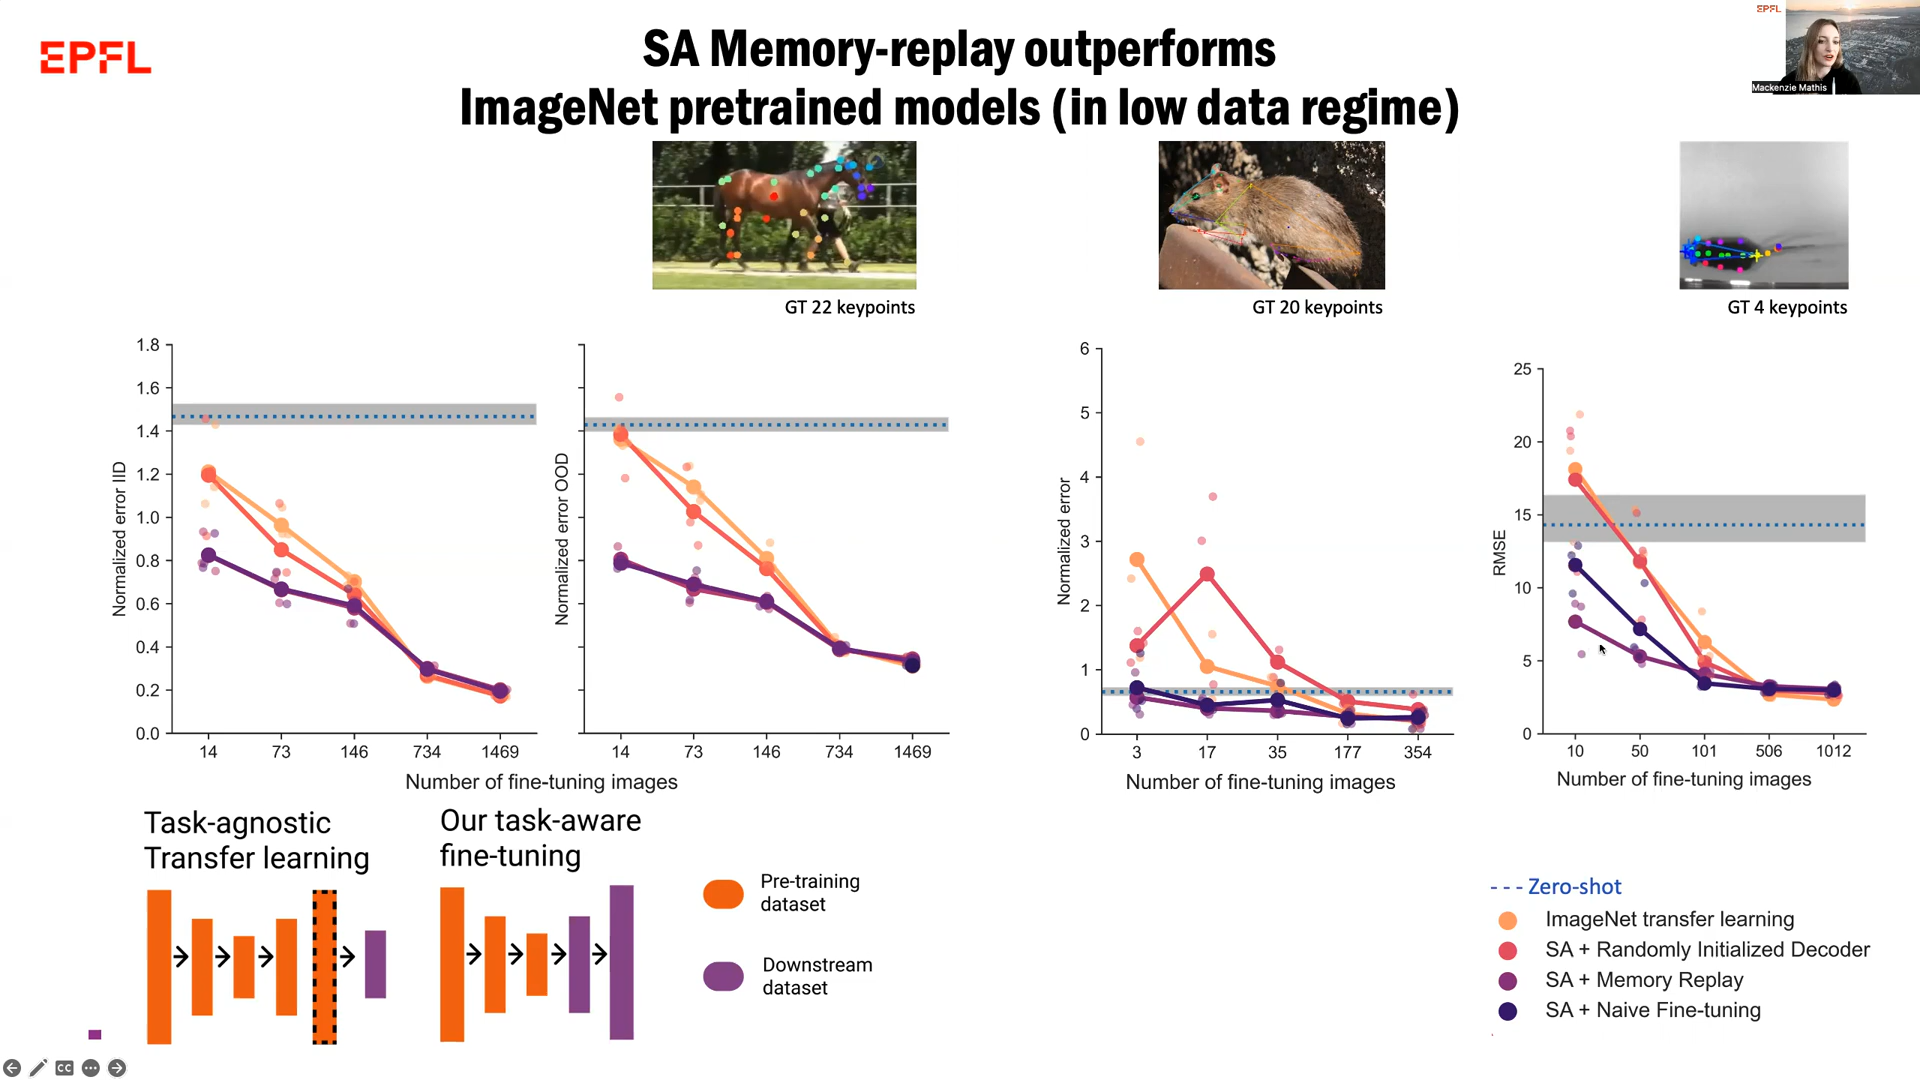 EPFL
SA Memory-replay outperforms
ImageNet pretrained models (in low data regime)
EPFL
Mackenzie Mathis
GT 22 keypoints
GT 20 keypoints
GT 4 keypoints
Normalized error IID
1.8
1.6
1.4
1.2
1.0
0.8
0.6
0.4
0.2
0.0
14 73 146 734 1469
Normalized error OOD
14 73 146 734 1469
Number of fine-tuning images
Normalized error
6
5
4
3
2
1
0
3 17 35 177 354
Number of fine-tuning images
RMSE
25
20
15
10
5
0
10 50 101 506 1012
Number of fine-tuning images
Task-agnostic
Transfer learning
Our task-aware
fine-tuning
Pre-training
dataset
Downstream
dataset
- - - Zero-shot
ImageNet transfer learning
SA + Randomly Initialized Decoder
SA + Memory Replay
SA + Naive Fine-tuning
CC